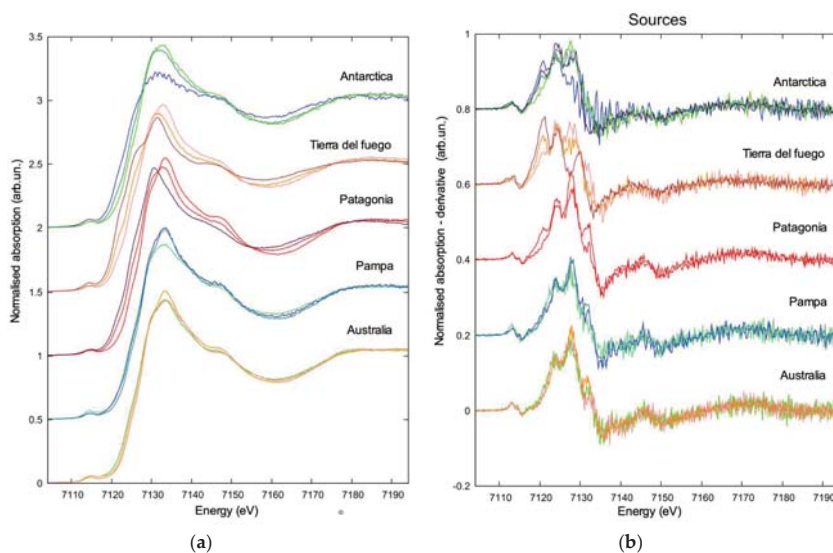 Sources
3.5
3
2.5
2
1.5
1
0.5
0
Normalised absorption (arb.un.)
Antarctica
Tierra del fuego
Patagonia
Pampa
Australia
7110 7120 7130 7140 7150 7160 7170 7180 7190
Energy (eV)
(a)
1
0.8
0.6
0.4
0.2
0
-0.2
Normalised absorption - derivative (arb.un.)
Antarctica
Tierra del fuego
Patagonia
Pampa
Australia
7110 7120 7130 7140 7150 7160 7170 7180 7190
Energy (eV)
(b)